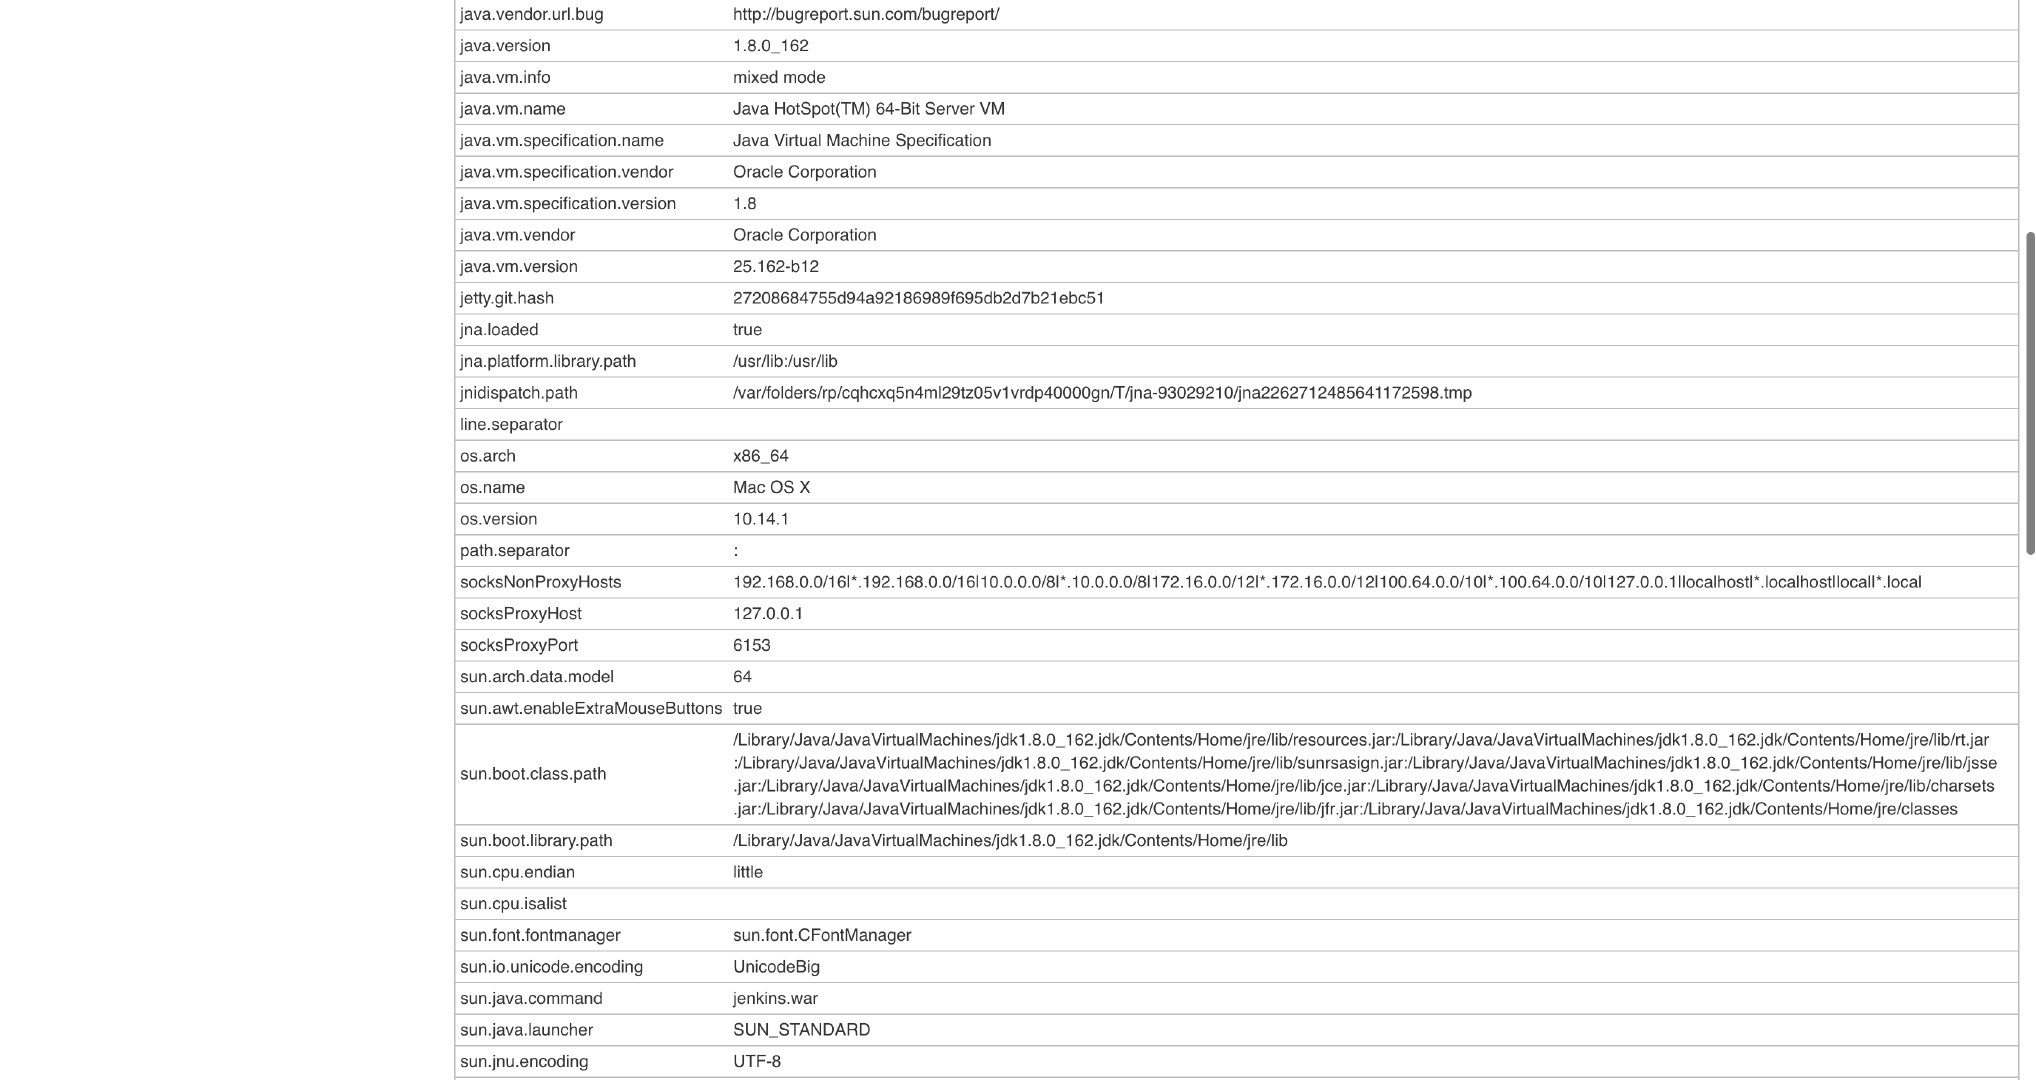 java.vendor.url.bug http://bugreport.sun.com/bugreport/
java.version 1.8.0_162
java.vm.info mixed mode
java.vm.name Java HotSpot(TM) 64-Bit Server VM
java.vm.specification.name Java Virtual Machine Specification
java.vm.specification.vendor Oracle Corporation
java.vm.specification.version 1.8
java.vm.vendor Oracle Corporation
java.vm.version 25.162-b12
jetty.git.hash 27208684755d94a92186989f695db2d7b21ebc51
jna.loaded true
jna.platform.library.path /usr/lib:/usr/lib
jnidispatch.path /var/folders/rp/cqhcxq5n4ml29tz05v1vrdp40000gn/T/jna-93029210/jna2262712485641172598.tmp
line.separator
os.arch x86_64
os.name Mac OS X
os.version 10.14.1
path.separator :
socksNonProxyHosts 192.168.0.0/16|*.192.168.0.0/16|10.0.0.0/8|*.10.0.0.0/8|172.16.0.0/12|*.172.16.0.0/12|100.64.0.0/10|*.100.64.0.0/10|127.0.0.1|localhost|*.localhost|local|*.local
socksProxyHost 127.0.0.1
socksProxyPort 6153
sun.arch.data.model 64
sun.awt.enableExtraMouseButtons true
sun.boot.class.path /Library/Java/JavaVirtualMachines/jdk1.8.0_162.jdk/Contents/Home/jre/lib/resources.jar:/Library/Java/JavaVirtualMachines/jdk1.8.0_162.jdk/Contents/Home/jre/lib/rt.jar
:/Library/Java/JavaVirtualMachines/jdk1.8.0_162.jdk/Contents/Home/jre/lib/sunrsasign.jar:/Library/Java/JavaVirtualMachines/jdk1.8.0_162.jdk/Contents/Home/jre/lib/jsse
.jar:/Library/Java/JavaVirtualMachines/jdk1.8.0_162.jdk/Contents/Home/jre/lib/jce.jar:/Library/Java/JavaVirtualMachines/jdk1.8.0_162.jdk/Contents/Home/jre/lib/charsets
.jar:/Library/Java/JavaVirtualMachines/jdk1.8.0_162.jdk/Contents/Home/jre/lib/jfr.jar:/Library/Java/JavaVirtualMachines/jdk1.8.0_162.jdk/Contents/Home/jre/classes
sun.boot.library.path /Library/Java/JavaVirtualMachines/jdk1.8.0_162.jdk/Contents/Home/jre/lib
sun.cpu.endian little
sun.cpu.isalist
sun.font.fontmanager sun.font.CFontManager
sun.io.unicode.encoding UnicodeBig
sun.java.command jenkins.war
sun.java.launcher SUN_STANDARD
sun.jnu.encoding UTF-8